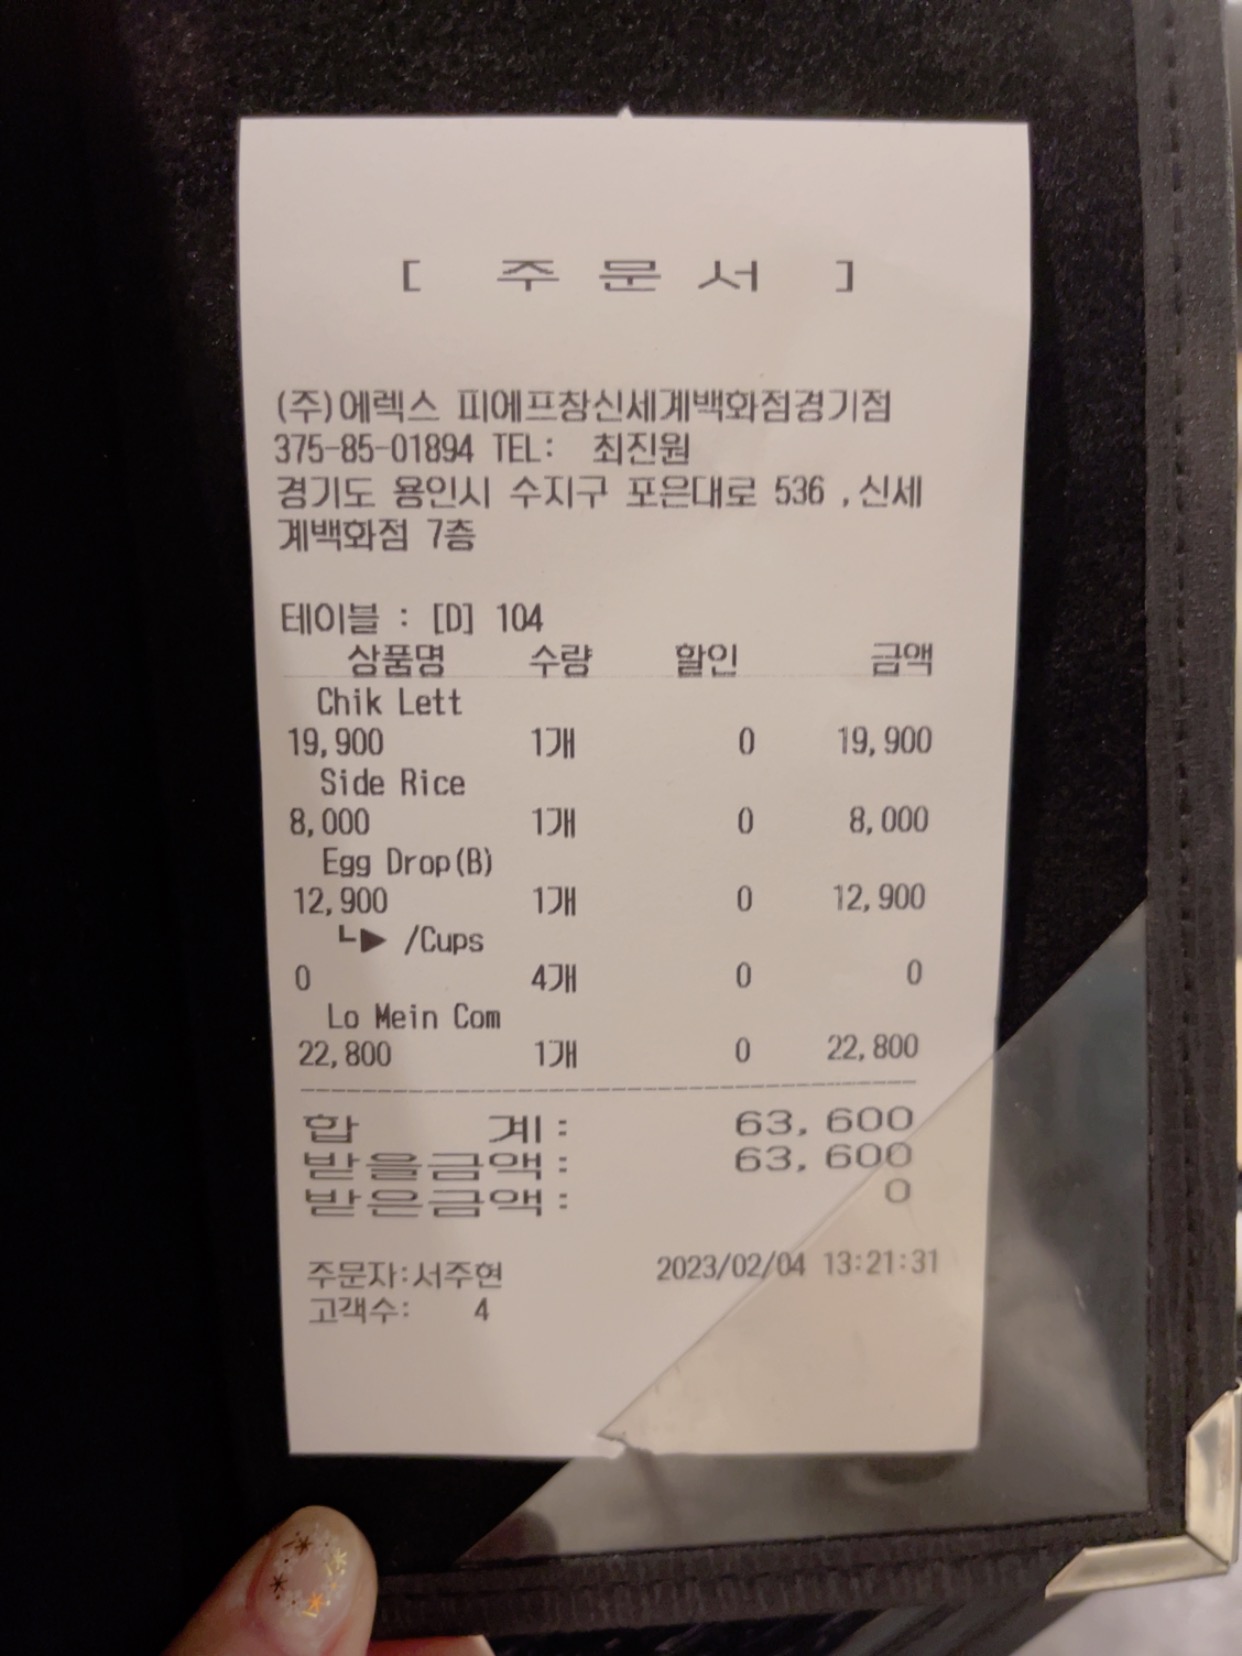 [ 주 문 서 ]
(주)에렉스 피에프창신세계백화점경기점
375-85-01894 TEL: 최진원
경기도 용인시 수지구 포은대로 536 ,신세
계백화점 7층
테이블 : [D] 104
상품명 수량 할인 금액
Chik Lett
19,900 1개 0 19,900
Side Rice
8,000 1개 0 8,000
Egg Drop(B)
12,900 1개 0 12,900
┗▶ /Cups
0 4개 0 0
Lo Mein Com
22,800 1개 0 22,800
합 계: 63,600
받을금액: 63,600
받은금액: 0
주문자:서주현 2023/02/04 13:21:31
고객수: 4